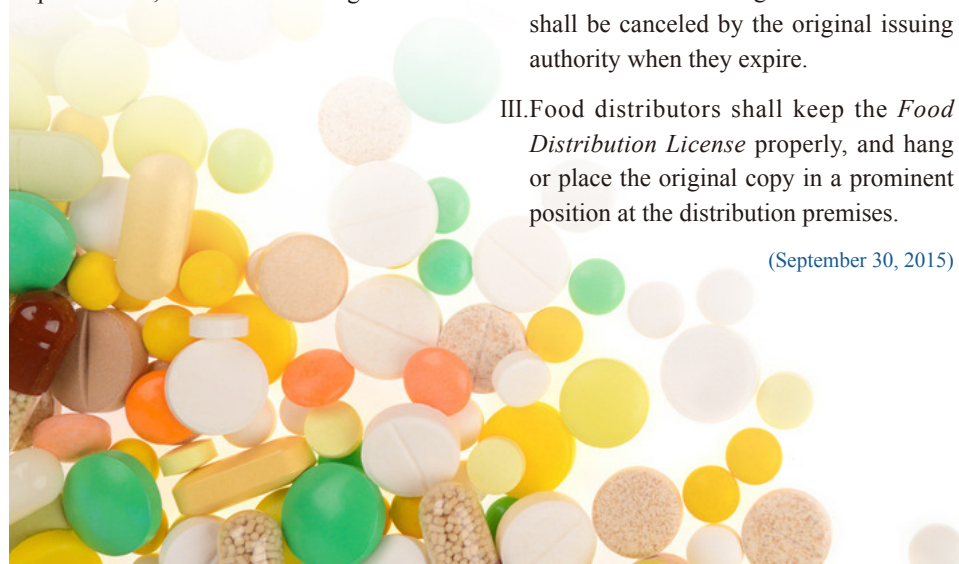 shall be canceled by the original issuing
authority when they expire.
III.Food distributors shall keep the Food
Distribution License properly, and hang
or place the original copy in a prominent
position at the distribution premises.
(September 30, 2015)